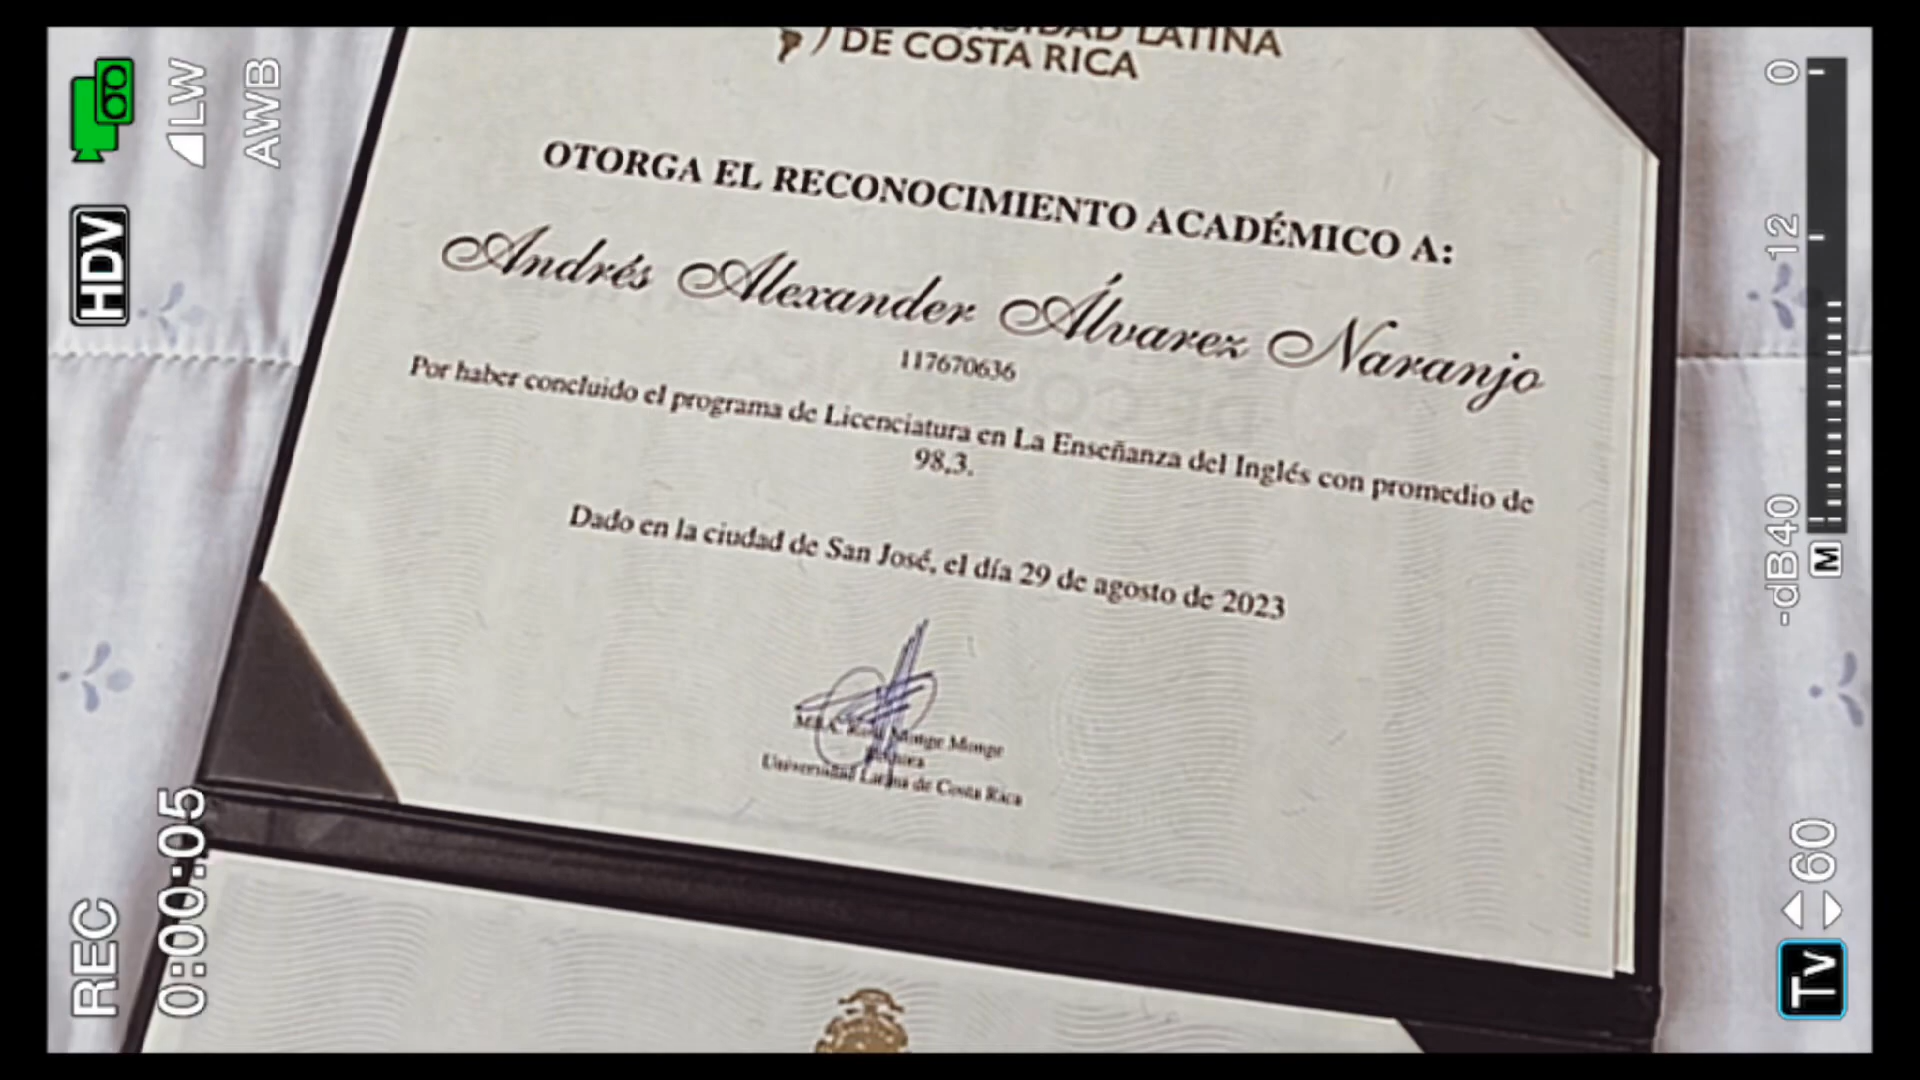 LATINA
DE COSTA RICA
OTORGA EL RECONOCIMIENTO ACADÉMICO A:
Andrés Alexander Álvarez Naranjo
117670636
Por haber concluido el programa de Licenciatura en La Enseñanza del Inglés con promedio de
98,3.
Dado en la ciudad de San José, el día 29 de agosto de 2023
Monge Monge
Universidad Latina de Costa Rica
REC
0:00:05
HDV
LW
AWB
0
12
-dB40
M
60
Tv